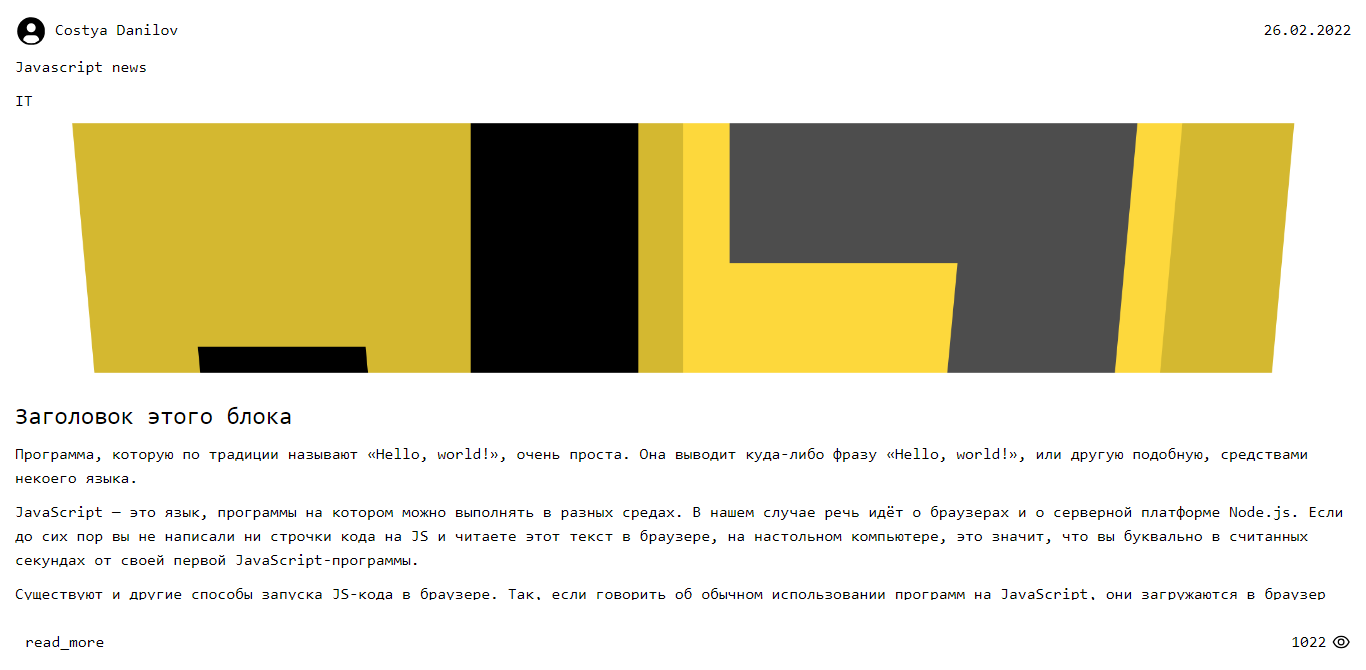 Costya Danilov
26.02.2022
Javascript news
IT
Заголовок этого блока
Программа, которую по традиции называют «Hello, world!», очень проста. Она выводит куда-либо фразу «Hello, world!», или другую подобную, средствами
некоего языка.
JavaScript — это язык, программы на котором можно выполнять в разных средах. В нашем случае речь идёт о браузерах и о серверной платформе Node.js. Если
до сих пор вы не написали ни строчки кода на JS и читаете этот текст в браузере, на настольном компьютере, это значит, что вы буквально в считанных
секундах от своей первой JavaScript-программы.
Существуют и другие способы запуска JS-кода в браузере. Так, если говорить об обычном использовании программ на JavaScript, они загружаются в браузер
read_more
1022